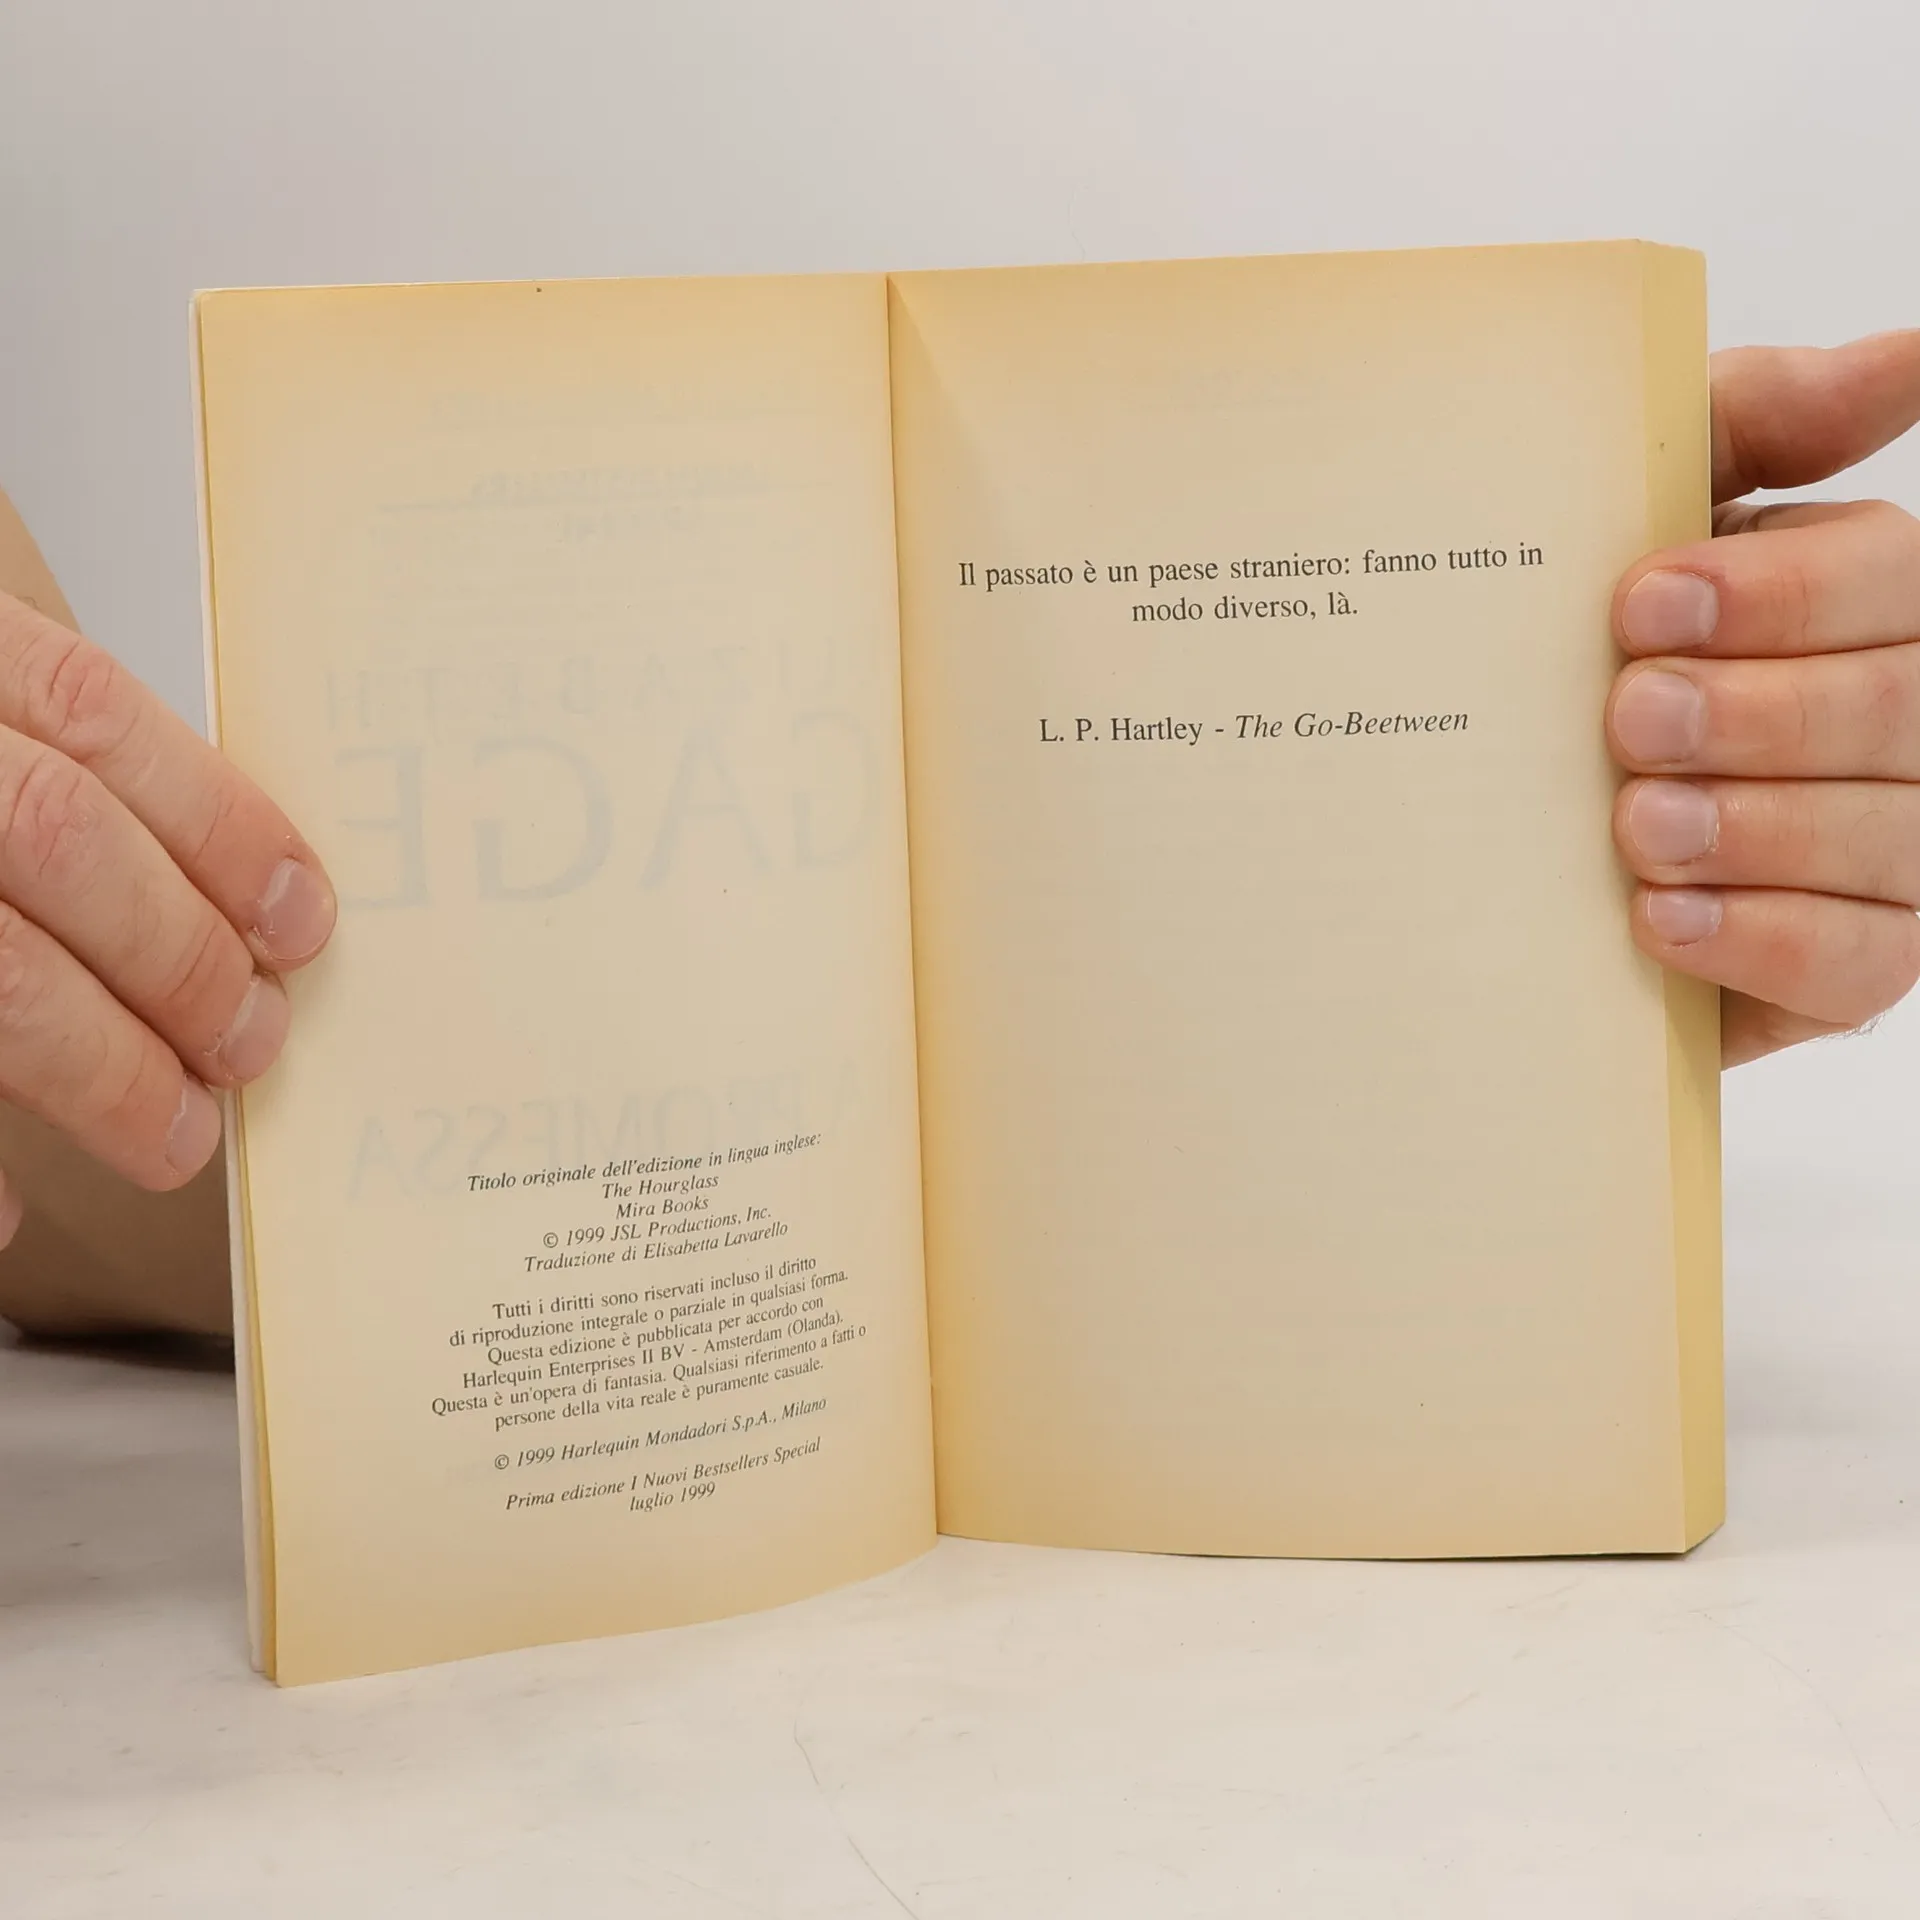 Titolo originale dell'edizione in lingua inglese:
The Hourglass
Mira Books
© 1999 JSL Productions, Inc.
Traduzione di Elisabetta Lavarello
Tutti i diritti sono riservati incluso il diritto
di riproduzione integrale o parziale in qualsiasi forma.
Questa edizione è pubblicata per accordo con
Harlequin Enterprises II BV - Amsterdam (Olanda).
Questa è un'opera di fantasia. Qualsiasi riferimento a fatti o
persone della vita reale è puramente casuale.
© 1999 Harlequin Mondadori S.p.A., Milano
Prima edizione I Nuovi Bestsellers Special
luglio 1999
Il passato è un paese straniero: fanno tutto in
modo diverso, là.
L. P. Hartley - The Go-Beetween